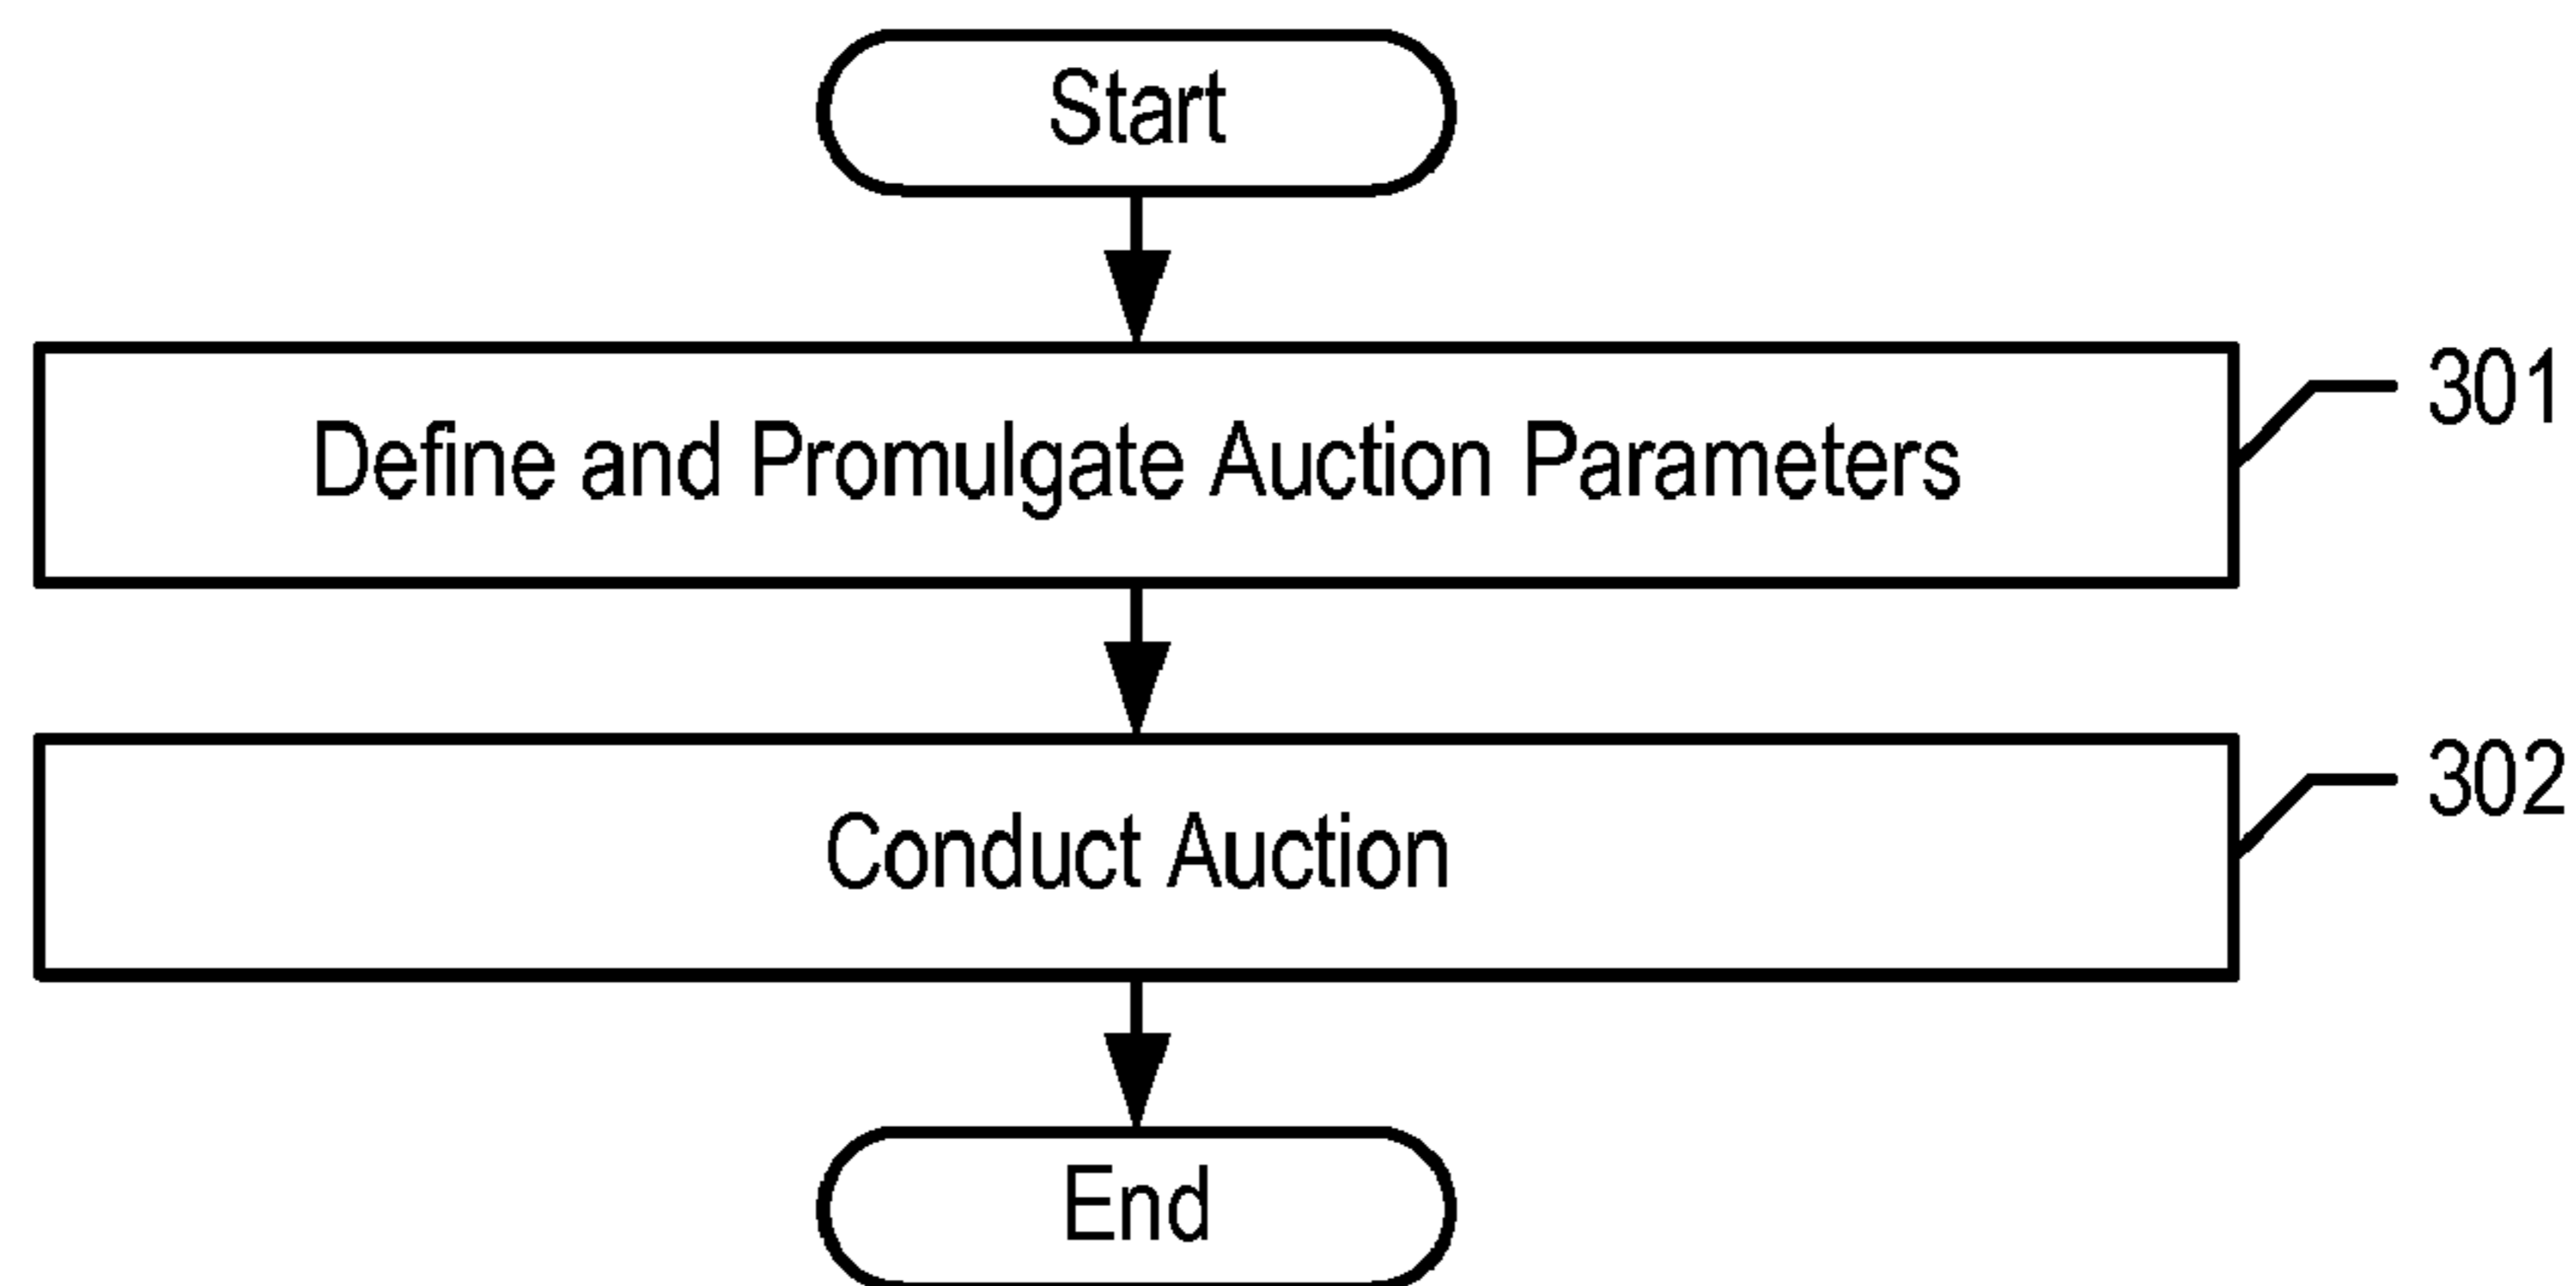 Start
Define and Promulgate Auction Parameters
301
Conduct Auction
302
End